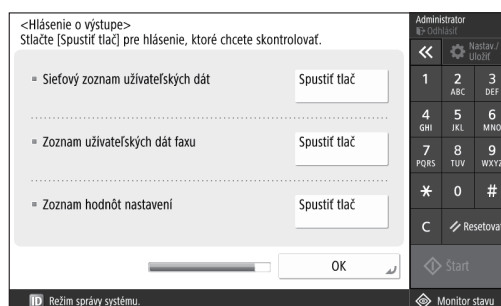 <Hlásenie o výstupe>
Stlačte [Spustiť tlač] pre hlásenie, ktoré chcete skontrolovať.
Sieťový zoznam užívateľských dát
Spustiť tlač
Zoznam užívateľských dát faxu
Spustiť tlač
Zoznam hodnôt nastavení
Spustiť tlač
OK
ID Režim správy systému.
Administrator
Odhlásiť
Nastav./
Uložiť
1 2 3
ABC DEF
4 5 6
GHI JKL MNO
7 8 9
PQRS TUV WXYZ
* 0 #
C Resetovať
Štart
Monitor stavu